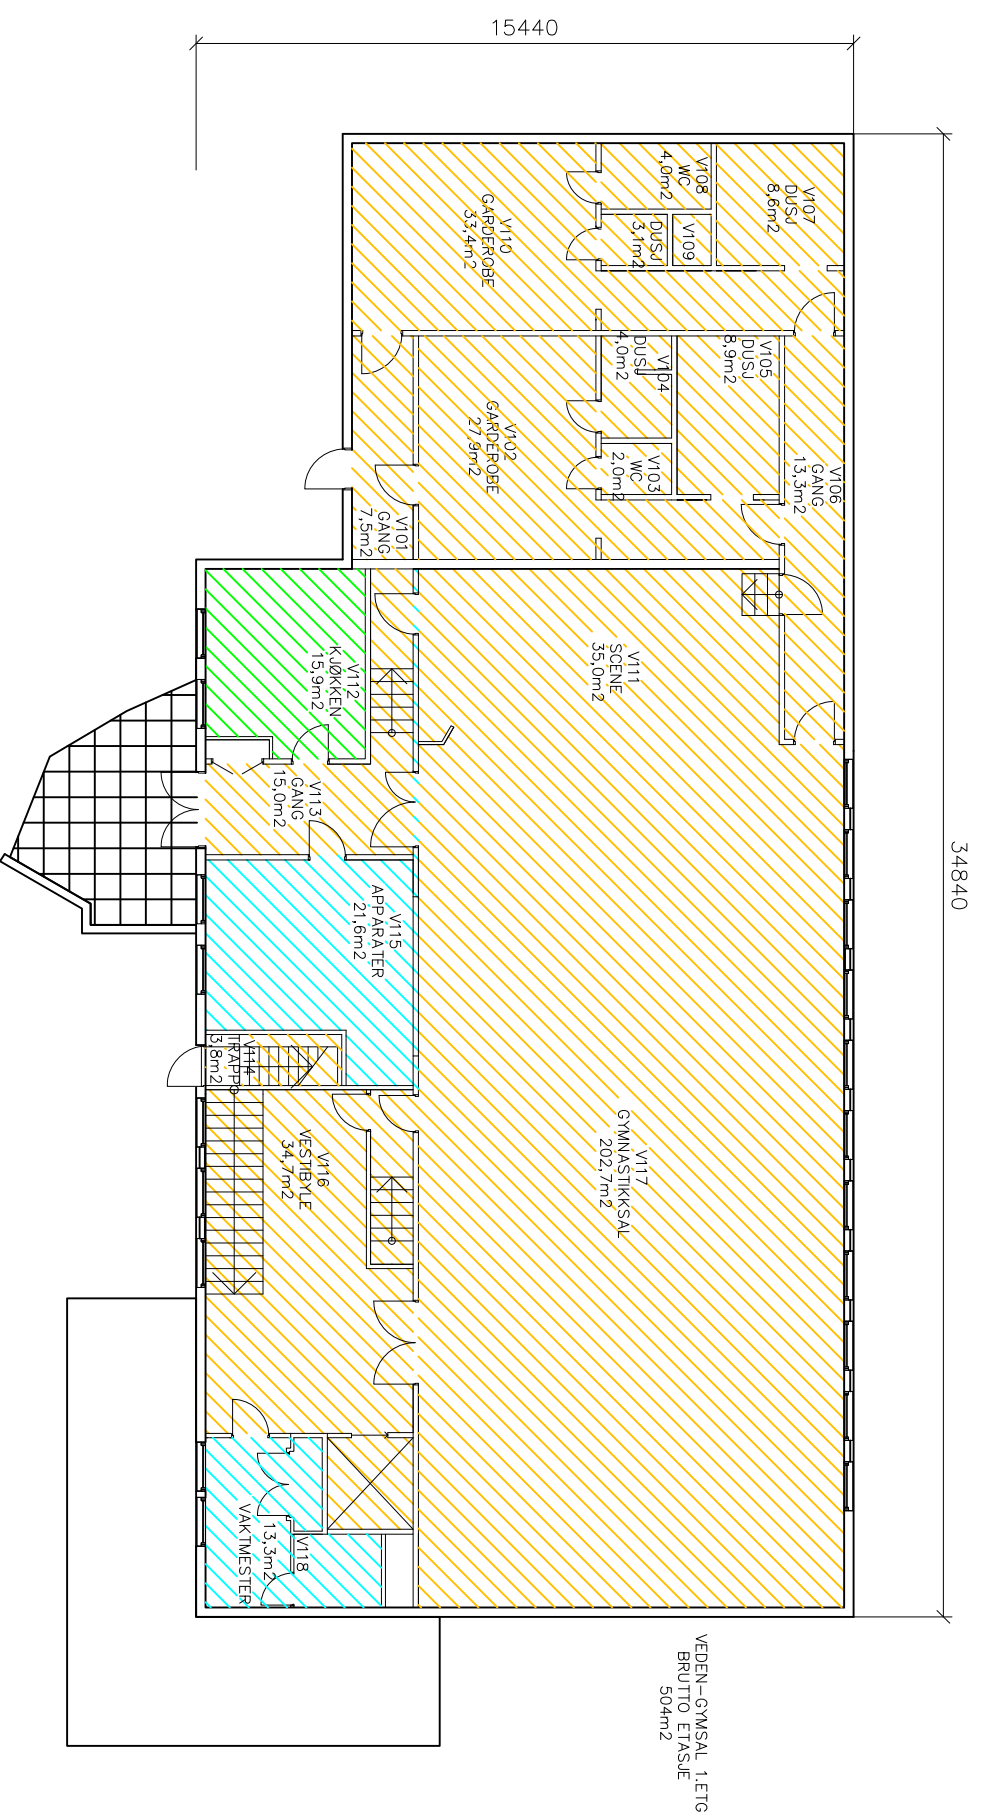 15440
34840
V107
DUSJ
8,6m2
V108
WC
4,0m2
V109
DUSJ
3,1m2
V110
GARDEROBE
33,4m2
V105
DUSJ
8,9m2
V104
DUSJ
4,0m2
V106
GANG
13,3m2
V103
WC
2,0m2
V102
GARDEROBE
27,9m2
V101
GANG
7,5m2
V111
SCENE
35,0m2
V112
KJØKKEN
15,9m2
V113
GANG
15,0m2
V115
APPARATER
21,6m2
V114
TRAPP
3,8m2
V116
VESTIBYLE
34,7m2
V117
GYMNASTIKKSAL
202,7m2
V118
13,3m2
VAKTMESTER
VEDEN-GYMSAL 1.ETG
BRUTTO ETASJE
504m2